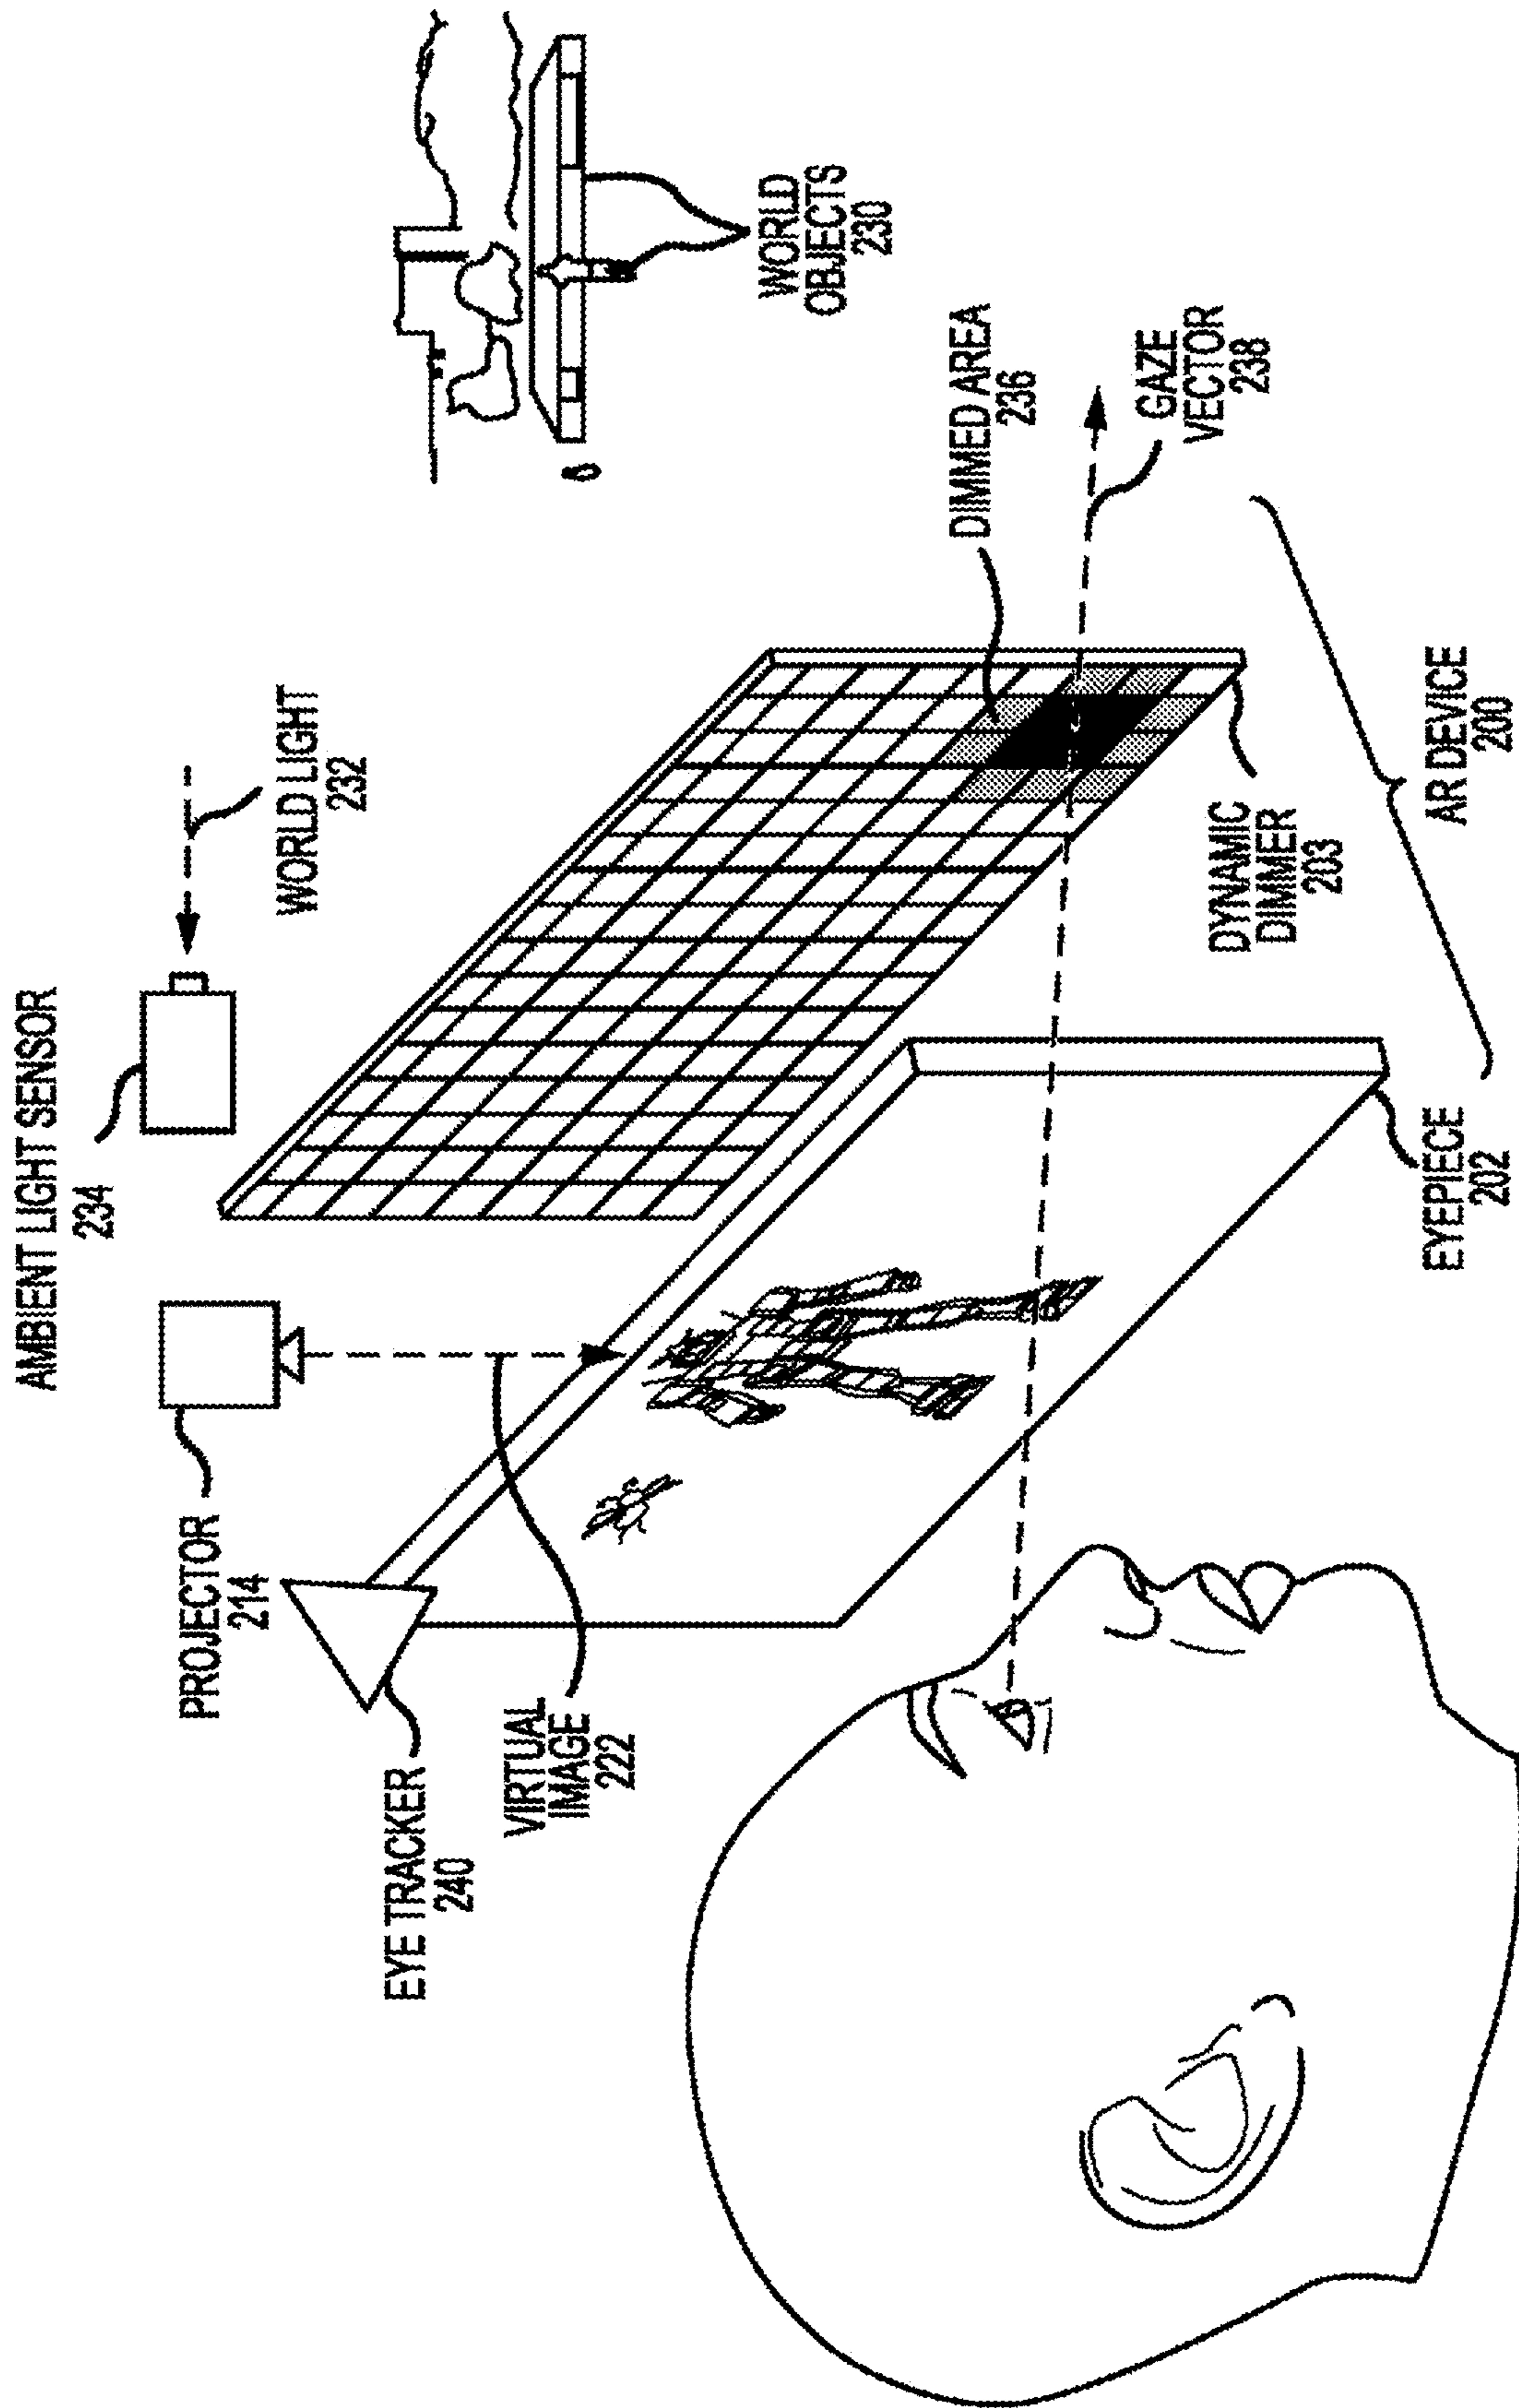 AMBIENT LIGHT SENSOR
234
PROJECTOR
214
EYE TRACKER
240
VIRTUAL
IMAGE
222
WORLD LIGHT
232
WORLD
OBJECTS
230
DIMMED AREA
236
GAZE
VECTOR
238
DYNAMIC
DIMMER
203
EYEPIECE
202
AR DEVICE
200